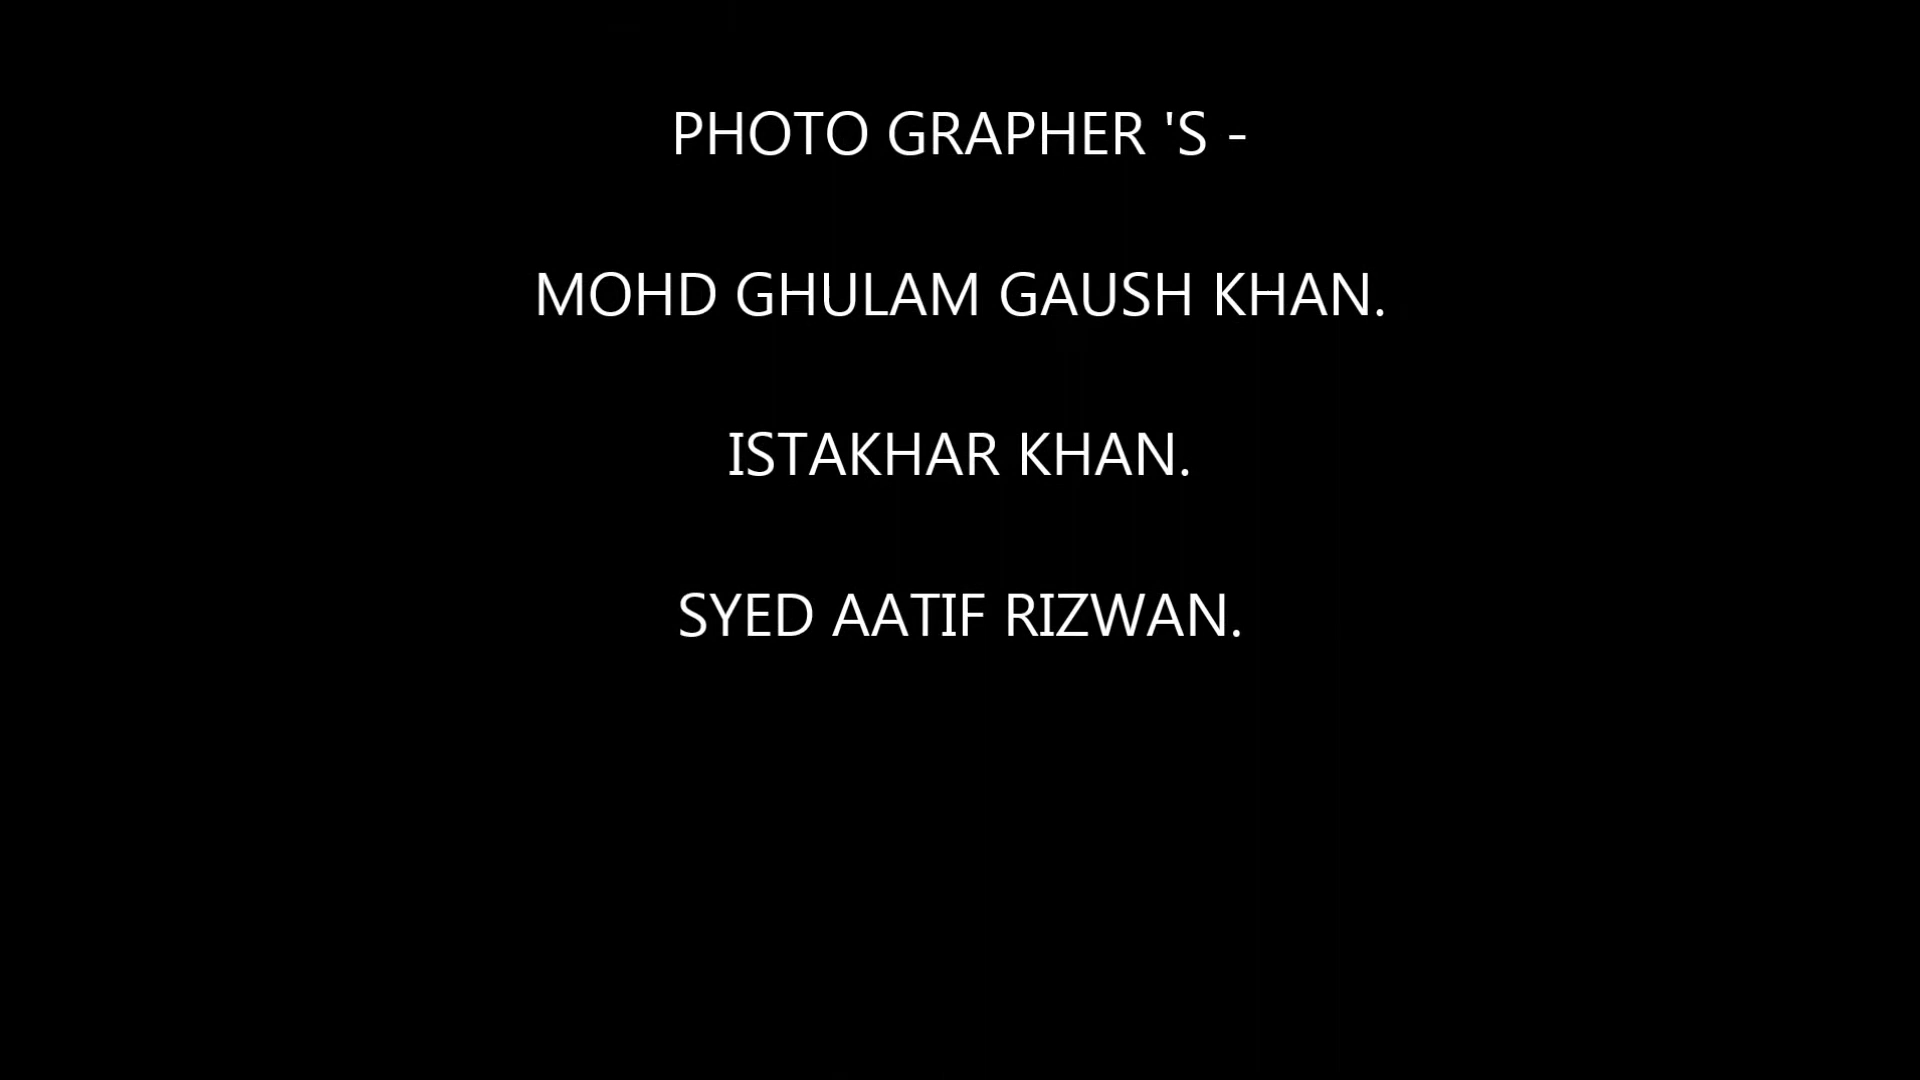 PHOTO GRAPHER 'S -
MOHD GHULAM GAUSH KHAN.
ISTAKHAR KHAN.
SYED AATIF RIZWAN.